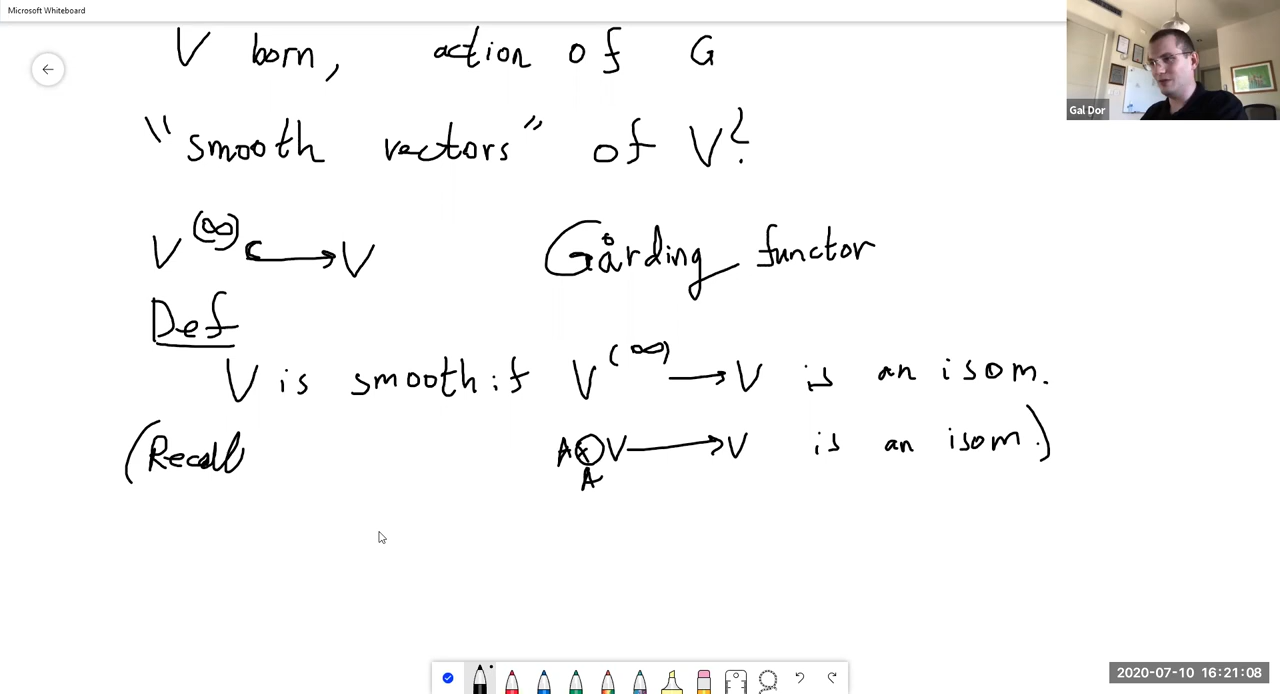 Microsoft Whiteboard
V born, action of G
"smooth vectors" of V?
V^(∞) ↪ V Gårding functor
Def
V is smooth if V^(∞) → V is an isom.
(Recall A⊗_A V → V is an isom.)
Gal Dor
2020-07-10 16:21:08